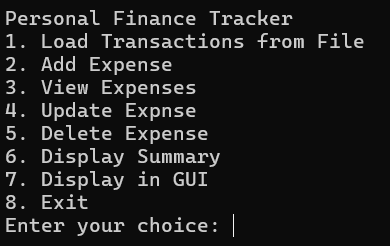 Personal Finance Tracker
1. Load Transactions from File
2. Add Expense
3. View Expenses
4. Update Expnse
5. Delete Expense
6. Display Summary
7. Display in GUI
8. Exit
Enter your choice: